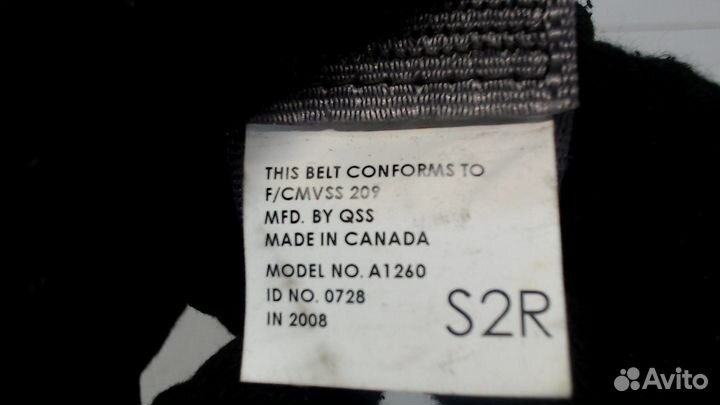 THIS BELT CONFORMS TO
F/CMVSS 209
MFD. BY QSS
MADE IN CANADA
MODEL NO. A1260
ID NO. 0728
IN 2008
S2R
Avito